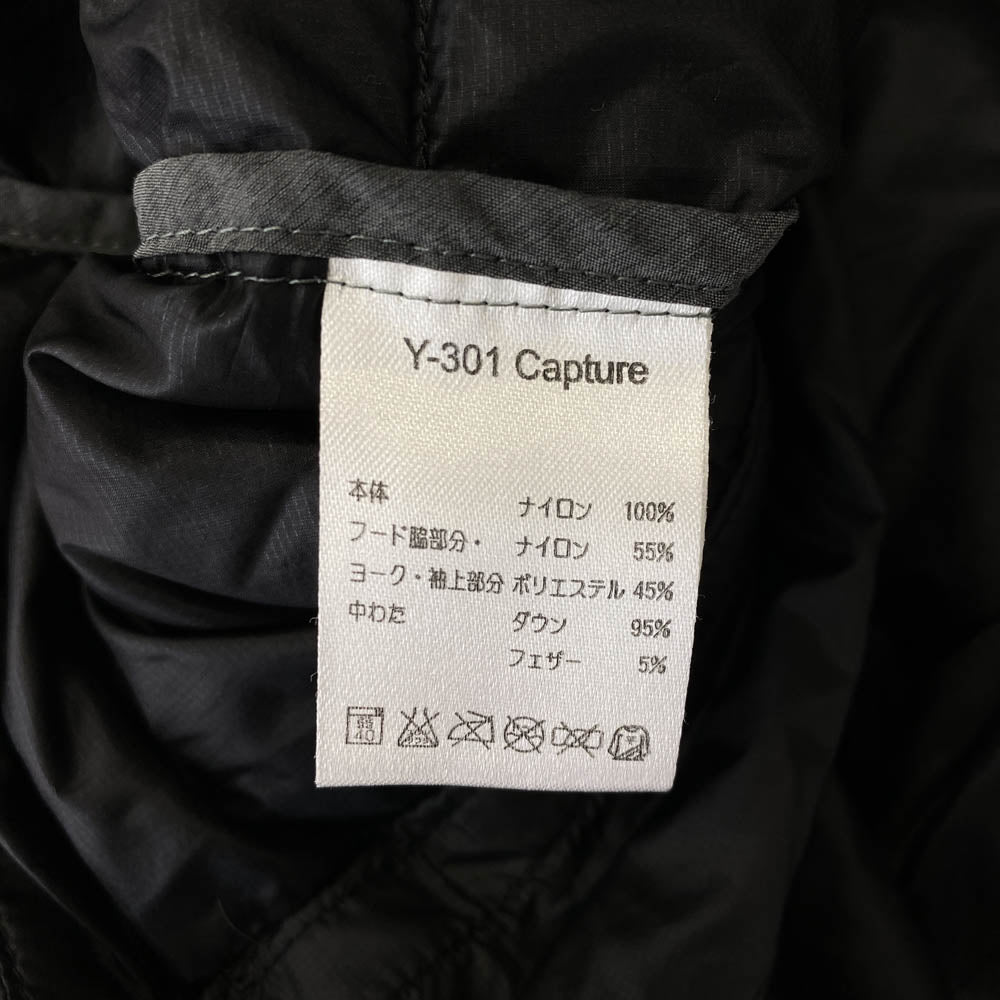 Y-301 Capture
本体 ナイロン 100%
フード脇部分・ ナイロン 55%
ヨーク・袖上部分 ポリエステル 45%
中わた ダウン 95%
フェザー 5%
40